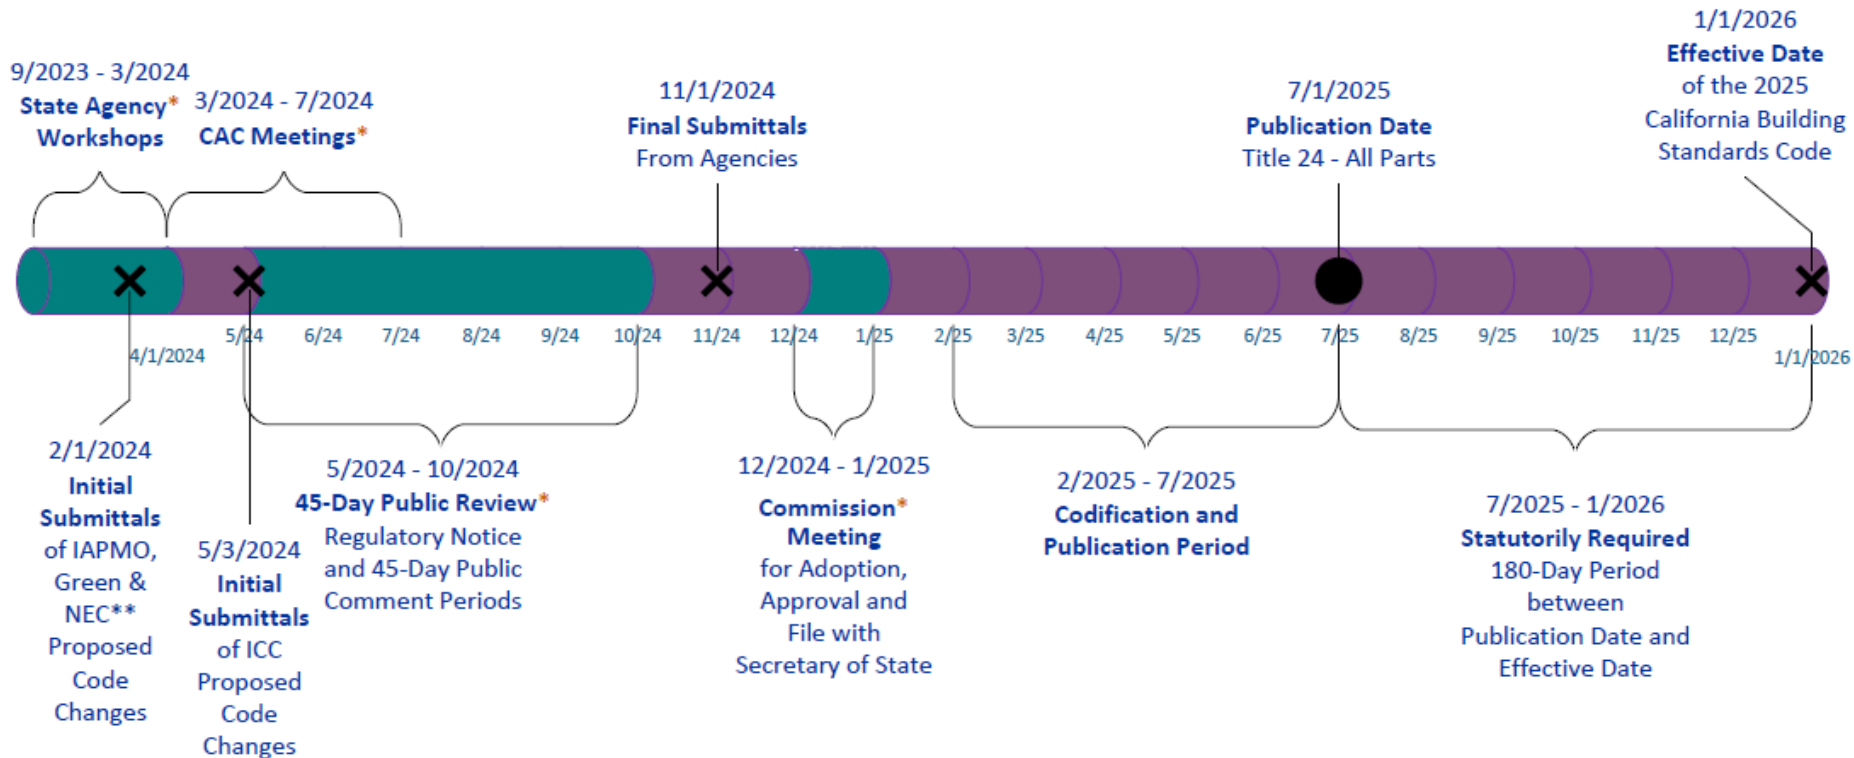 9/2023 - 3/2024
State Agency*
Workshops
3/2024 - 7/2024
CAC Meetings*
11/1/2024
Final Submittals
From Agencies
7/1/2025
Publication Date
Title 24 - All Parts
1/1/2026
Effective Date
of the 2025
California Building
Standards Code
4/1/2024
5/24
6/24
7/24
8/24
9/24
10/24
11/24
12/24
1/25
2/25
3/25
4/25
5/25
6/25
7/25
8/25
9/25
10/25
11/25
12/25
1/1/2026
2/1/2024
Initial
Submittals
of IAPMO,
Green &
NEC**
Proposed
Code
Changes
5/3/2024
Initial
Submittals
of ICC
Proposed
Code
Changes
5/2024 - 10/2024
45-Day Public Review*
Regulatory Notice
and 45-Day Public
Comment Periods
12/2024 - 1/2025
Commission*
Meeting
for Adoption,
Approval and
File with
Secretary of State
2/2025 - 7/2025
Codification and
Publication Period
7/2025 - 1/2026
Statutorily Required
180-Day Period
between
Publication Date and
Effective Date